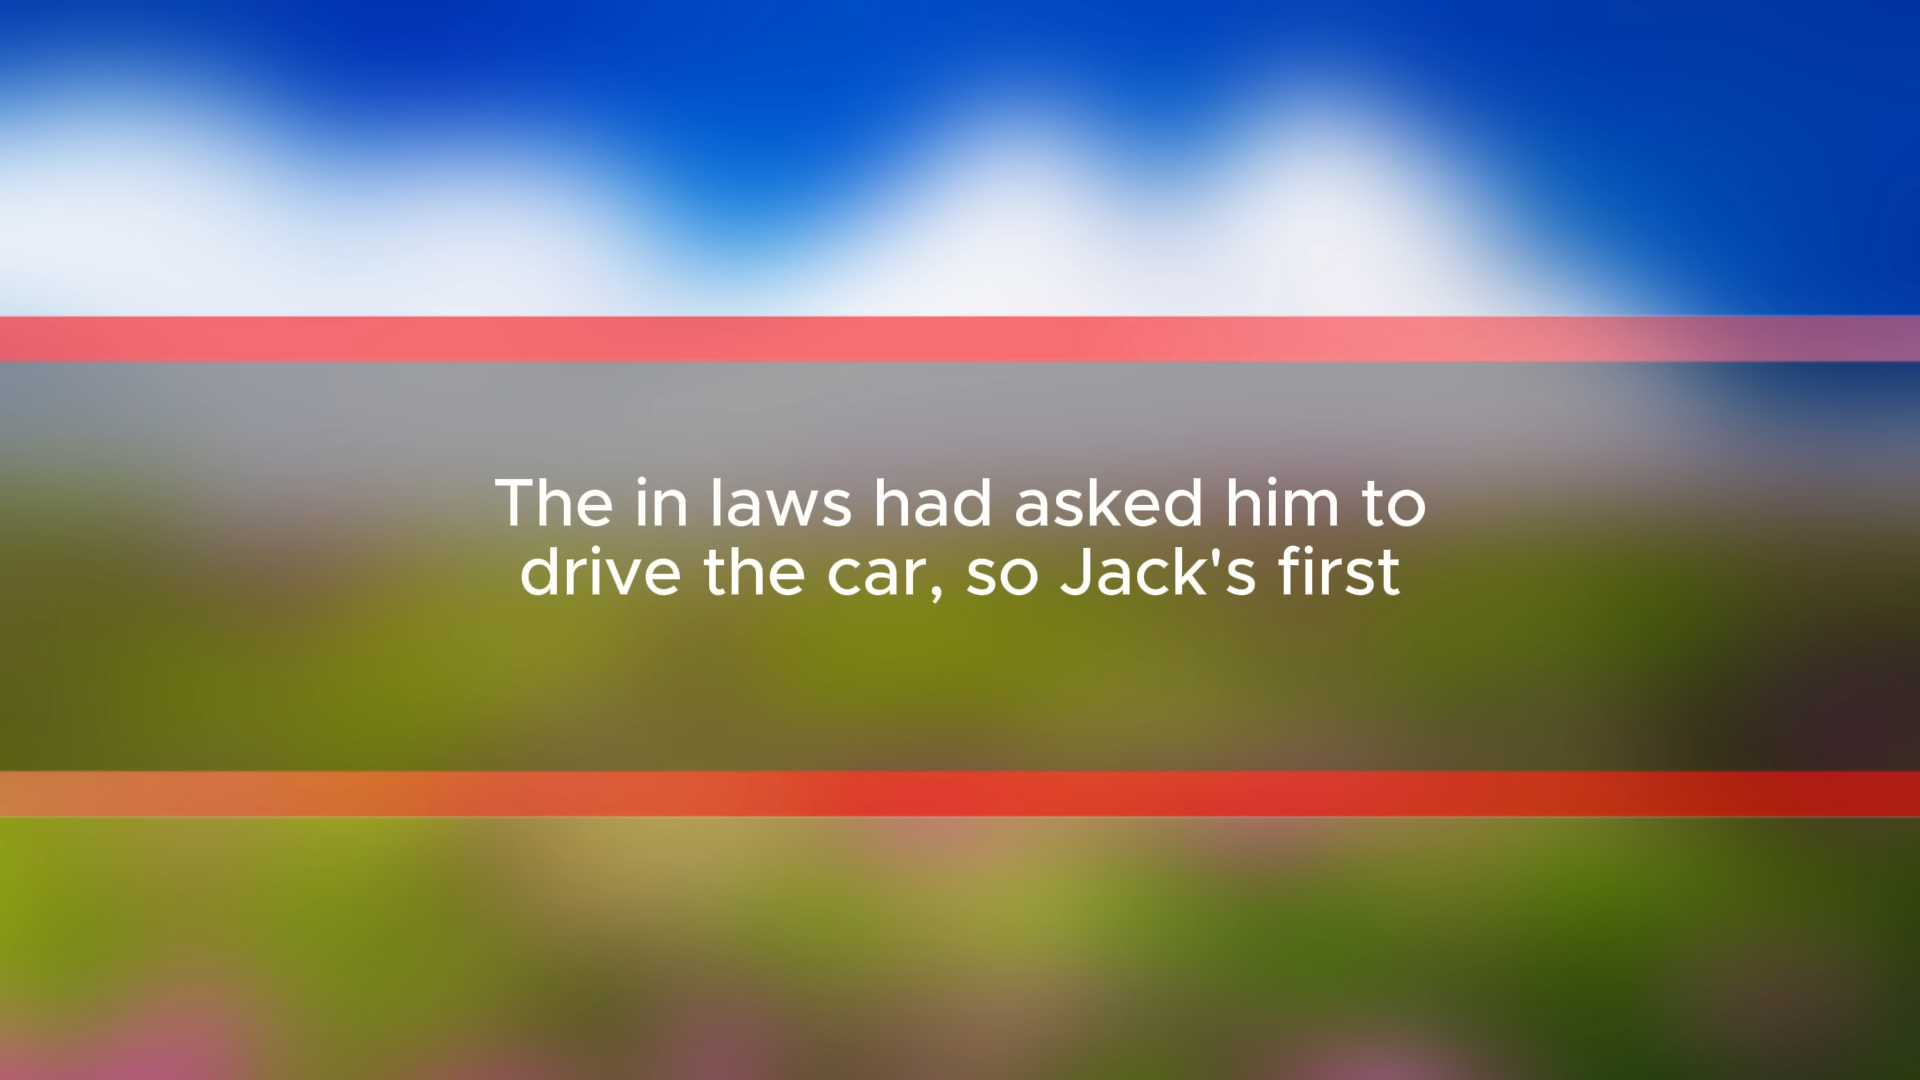 The in laws had asked him to
drive the car, so Jack's first